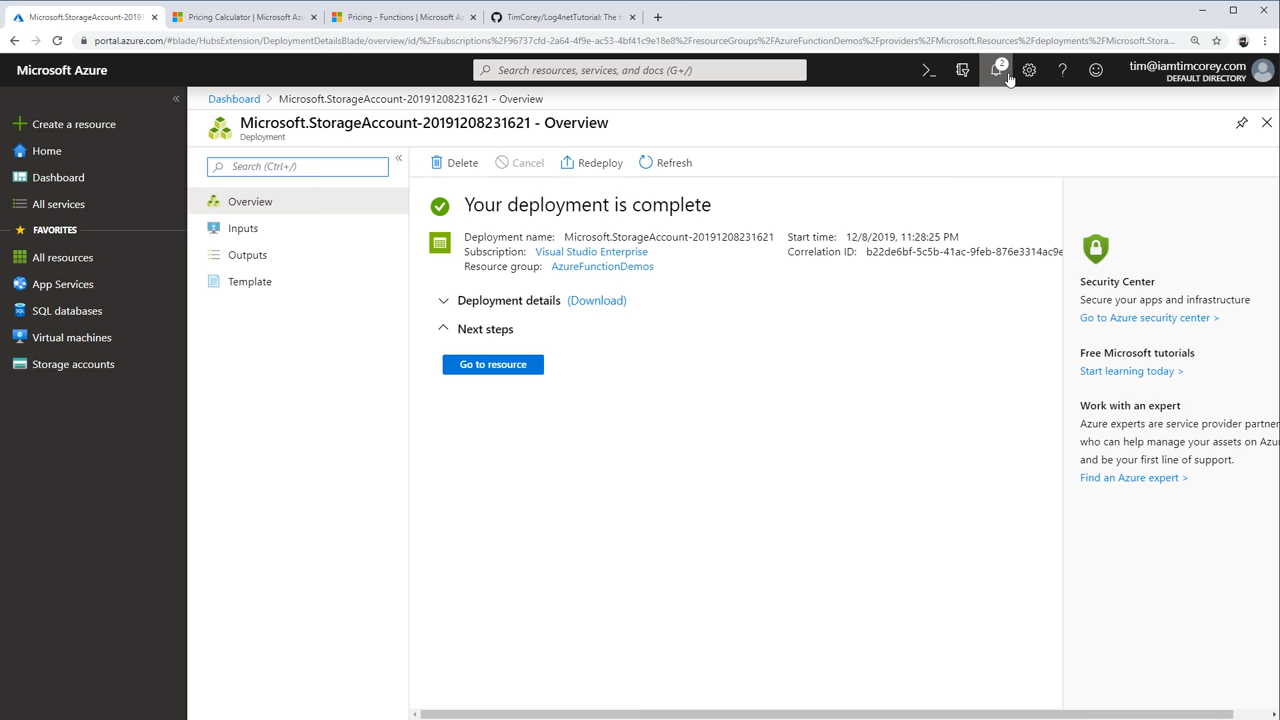 Microsoft.StorageAccount-20191
Pricing Calculator | Microsoft Azu
Pricing - Functions | Microsoft Az
TimCorey/Log4netTutorial: The t
portal.azure.com/#blade/HubsExtension/DeploymentDetailsBlade/overview/id/%2Fsubscriptions%2F96737cfd-2a64-4f9e-ac53-4bf41c9e18e8%2FresourceGroups%2FAzureFunctionDemos%2Fproviders%2FMicrosoft.Resources%2Fdeployments%2FMicrosoft.Stora...
Microsoft Azure
Search resources, services, and docs (G+/)
2
tim@iamtimcorey.com
DEFAULT DIRECTORY
Create a resource
Home
Dashboard
All services
FAVORITES
All resources
App Services
SQL databases
Virtual machines
Storage accounts
Dashboard > Microsoft.StorageAccount-20191208231621 - Overview
Microsoft.StorageAccount-20191208231621 - Overview
Deployment
Search (Ctrl+/)
Overview
Inputs
Outputs
Template
Delete
Cancel
Redeploy
Refresh
Your deployment is complete
Deployment name: Microsoft.StorageAccount-20191208231621
Subscription: Visual Studio Enterprise
Resource group: AzureFunctionDemos
Start time: 12/8/2019, 11:28:25 PM
Correlation ID: b22de6bf-5c5b-41ac-9feb-876e3314ac9e
Deployment details (Download)
Next steps
Go to resource
Security Center
Secure your apps and infrastructure
Go to Azure security center >
Free Microsoft tutorials
Start learning today >
Work with an expert
Azure experts are service provider partner
who can help manage your assets on Azu
and be your first line of support.
Find an Azure expert >